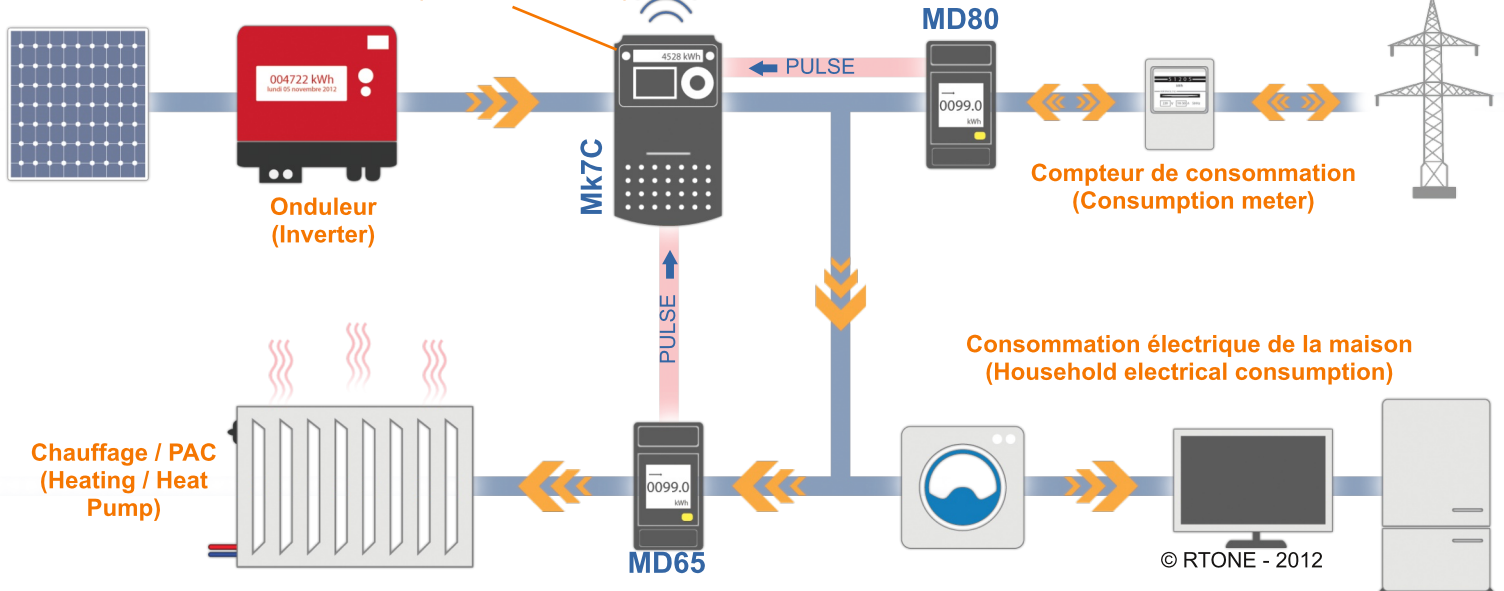 MD80
4528 kWh
PULSE
004722 kWh
lundi 05 novembre 2012
0099.0
kWh
Mk7C
Compteur de consommation
(Consumption meter)
Onduleur
(Inverter)
PULSE
Consommation électrique de la maison
(Household electrical consumption)
Chauffage / PAC
(Heating / Heat
Pump)
0099.0
kWh
MD65
© RTONE - 2012